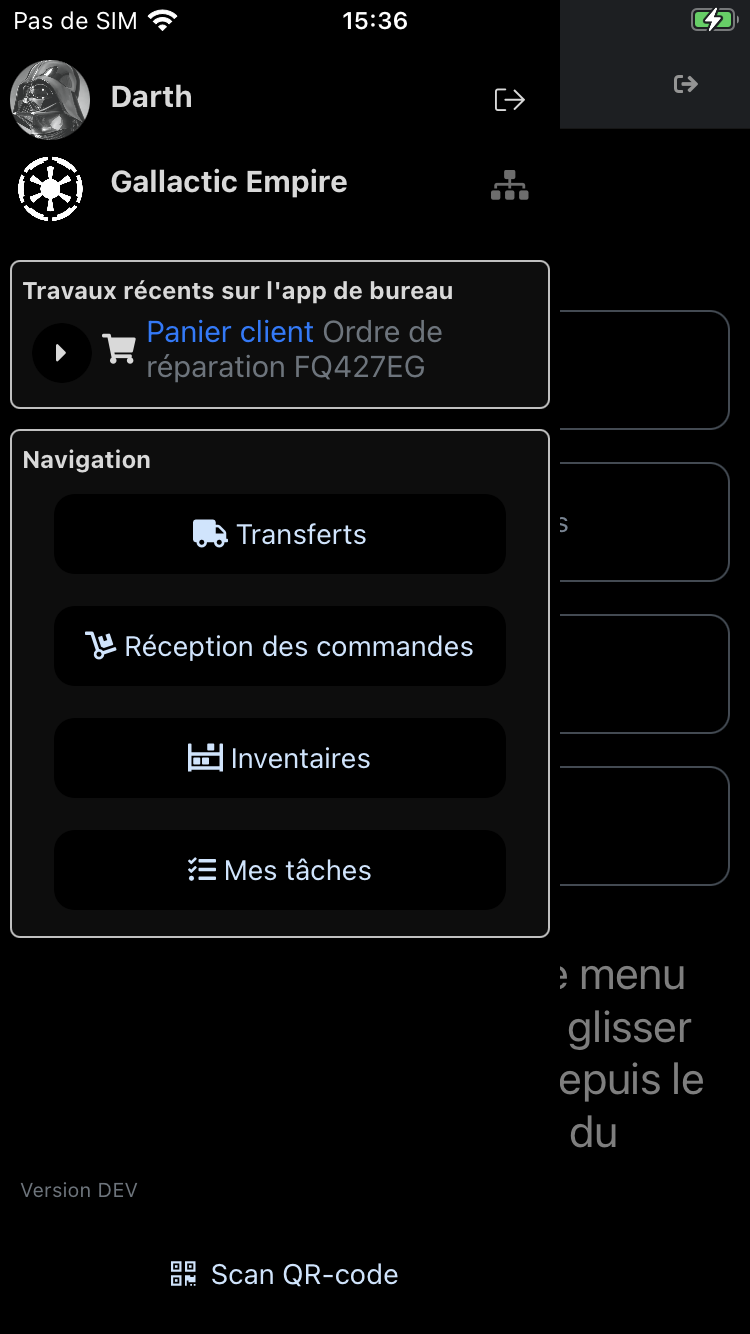 Pas de SIM
15:36
Darth
Gallactic Empire
Travaux récents sur l'app de bureau
Panier client Ordre de
réparation FQ427EG
Navigation
Transferts
s
Réception des commandes
Inventaires
Mes tâches
e menu
glisser
epuis le
du
Version DEV
Scan QR-code